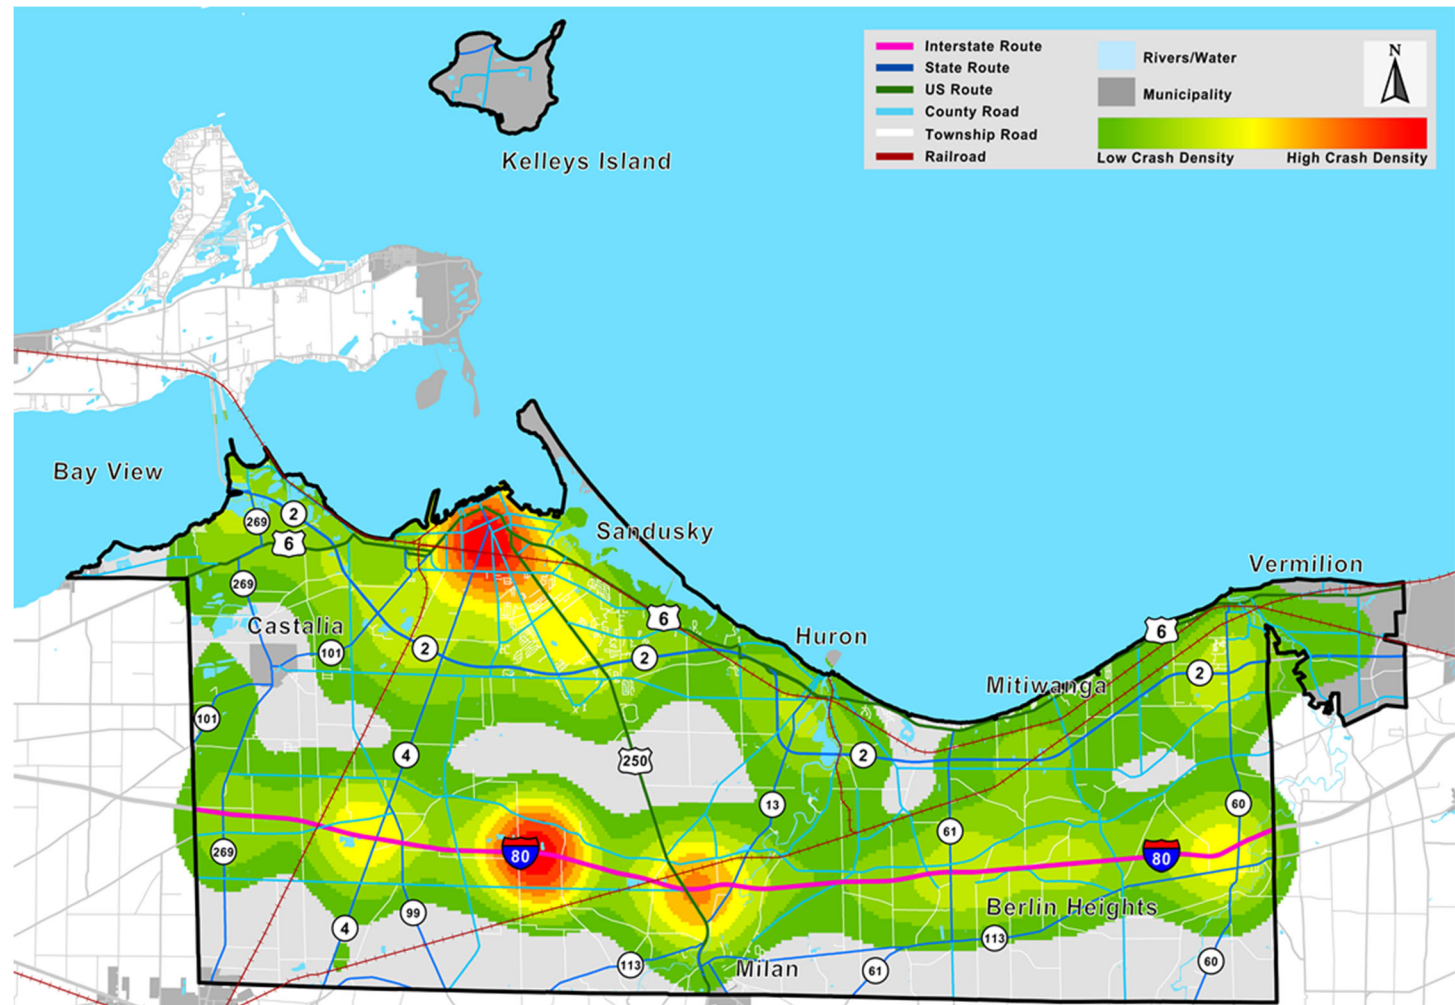 Interstate Route
State Route
US Route
County Road
Township Road
Railroad
Rivers/Water
Municipality
Low Crash Density
High Crash Density
N
Kelleys Island
Bay View
Sandusky
269
2
6
269
Castalia
101
2
2
6
Huron
Vermilion
6
Mitiwanga
2
101
4
250
2
13
61
60
269
80
80
4
99
Berlin Heights
113
113
Milan
61
60